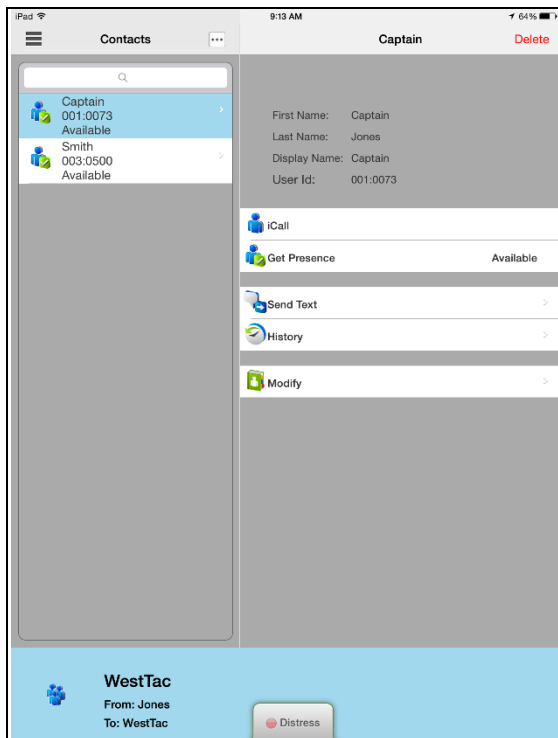 iPad 9:13 AM 64%
Contacts ...
Captain Delete
Captain
001:0073
Available
Smith
003:0500
Available
First Name: Captain
Last Name: Jones
Display Name: Captain
User Id: 001:0073
iCall
Get Presence Available
Send Text
History
Modify
WestTac
From: Jones
To: WestTac
Distress